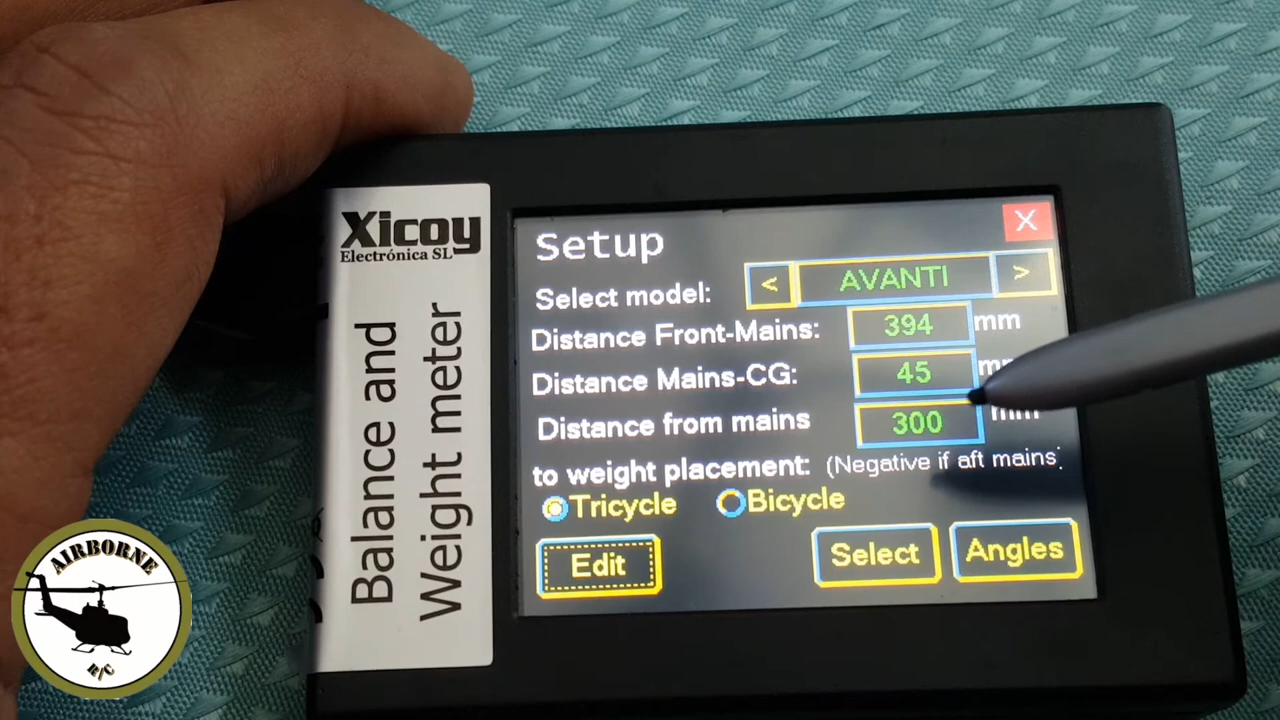 Xicoy
Electrónica SL
Balance and
Weight meter
Setup
X
Select model: < AVANTI >
Distance Front-Mains: 394 mm
Distance Mains-CG: 45
Distance from mains 300 mm
to weight placement: (Negative if aft mains)
Tricycle Bicycle
Edit Select Angles
AIRBORNE
R/C